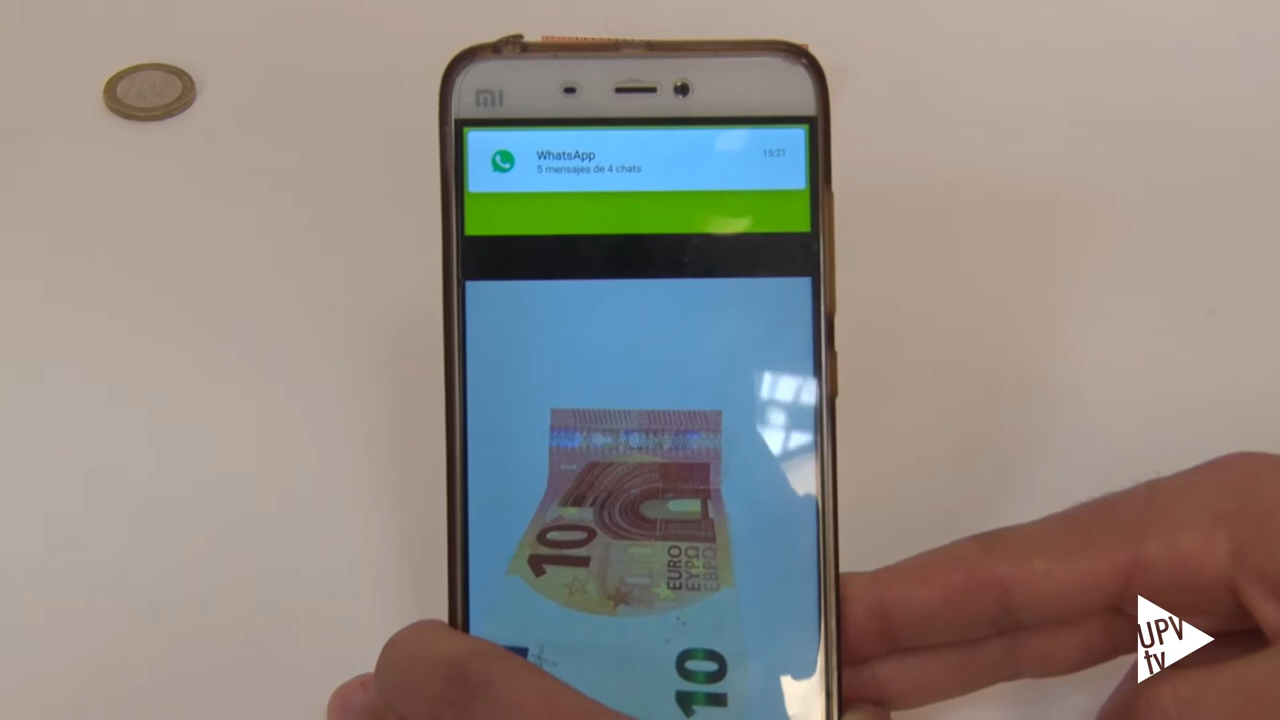 MI
WhatsApp
15:21
5 mensajes de 4 chats
10
EURO
ΕΥΡΩ
ЕВРО
10
UPV
tv